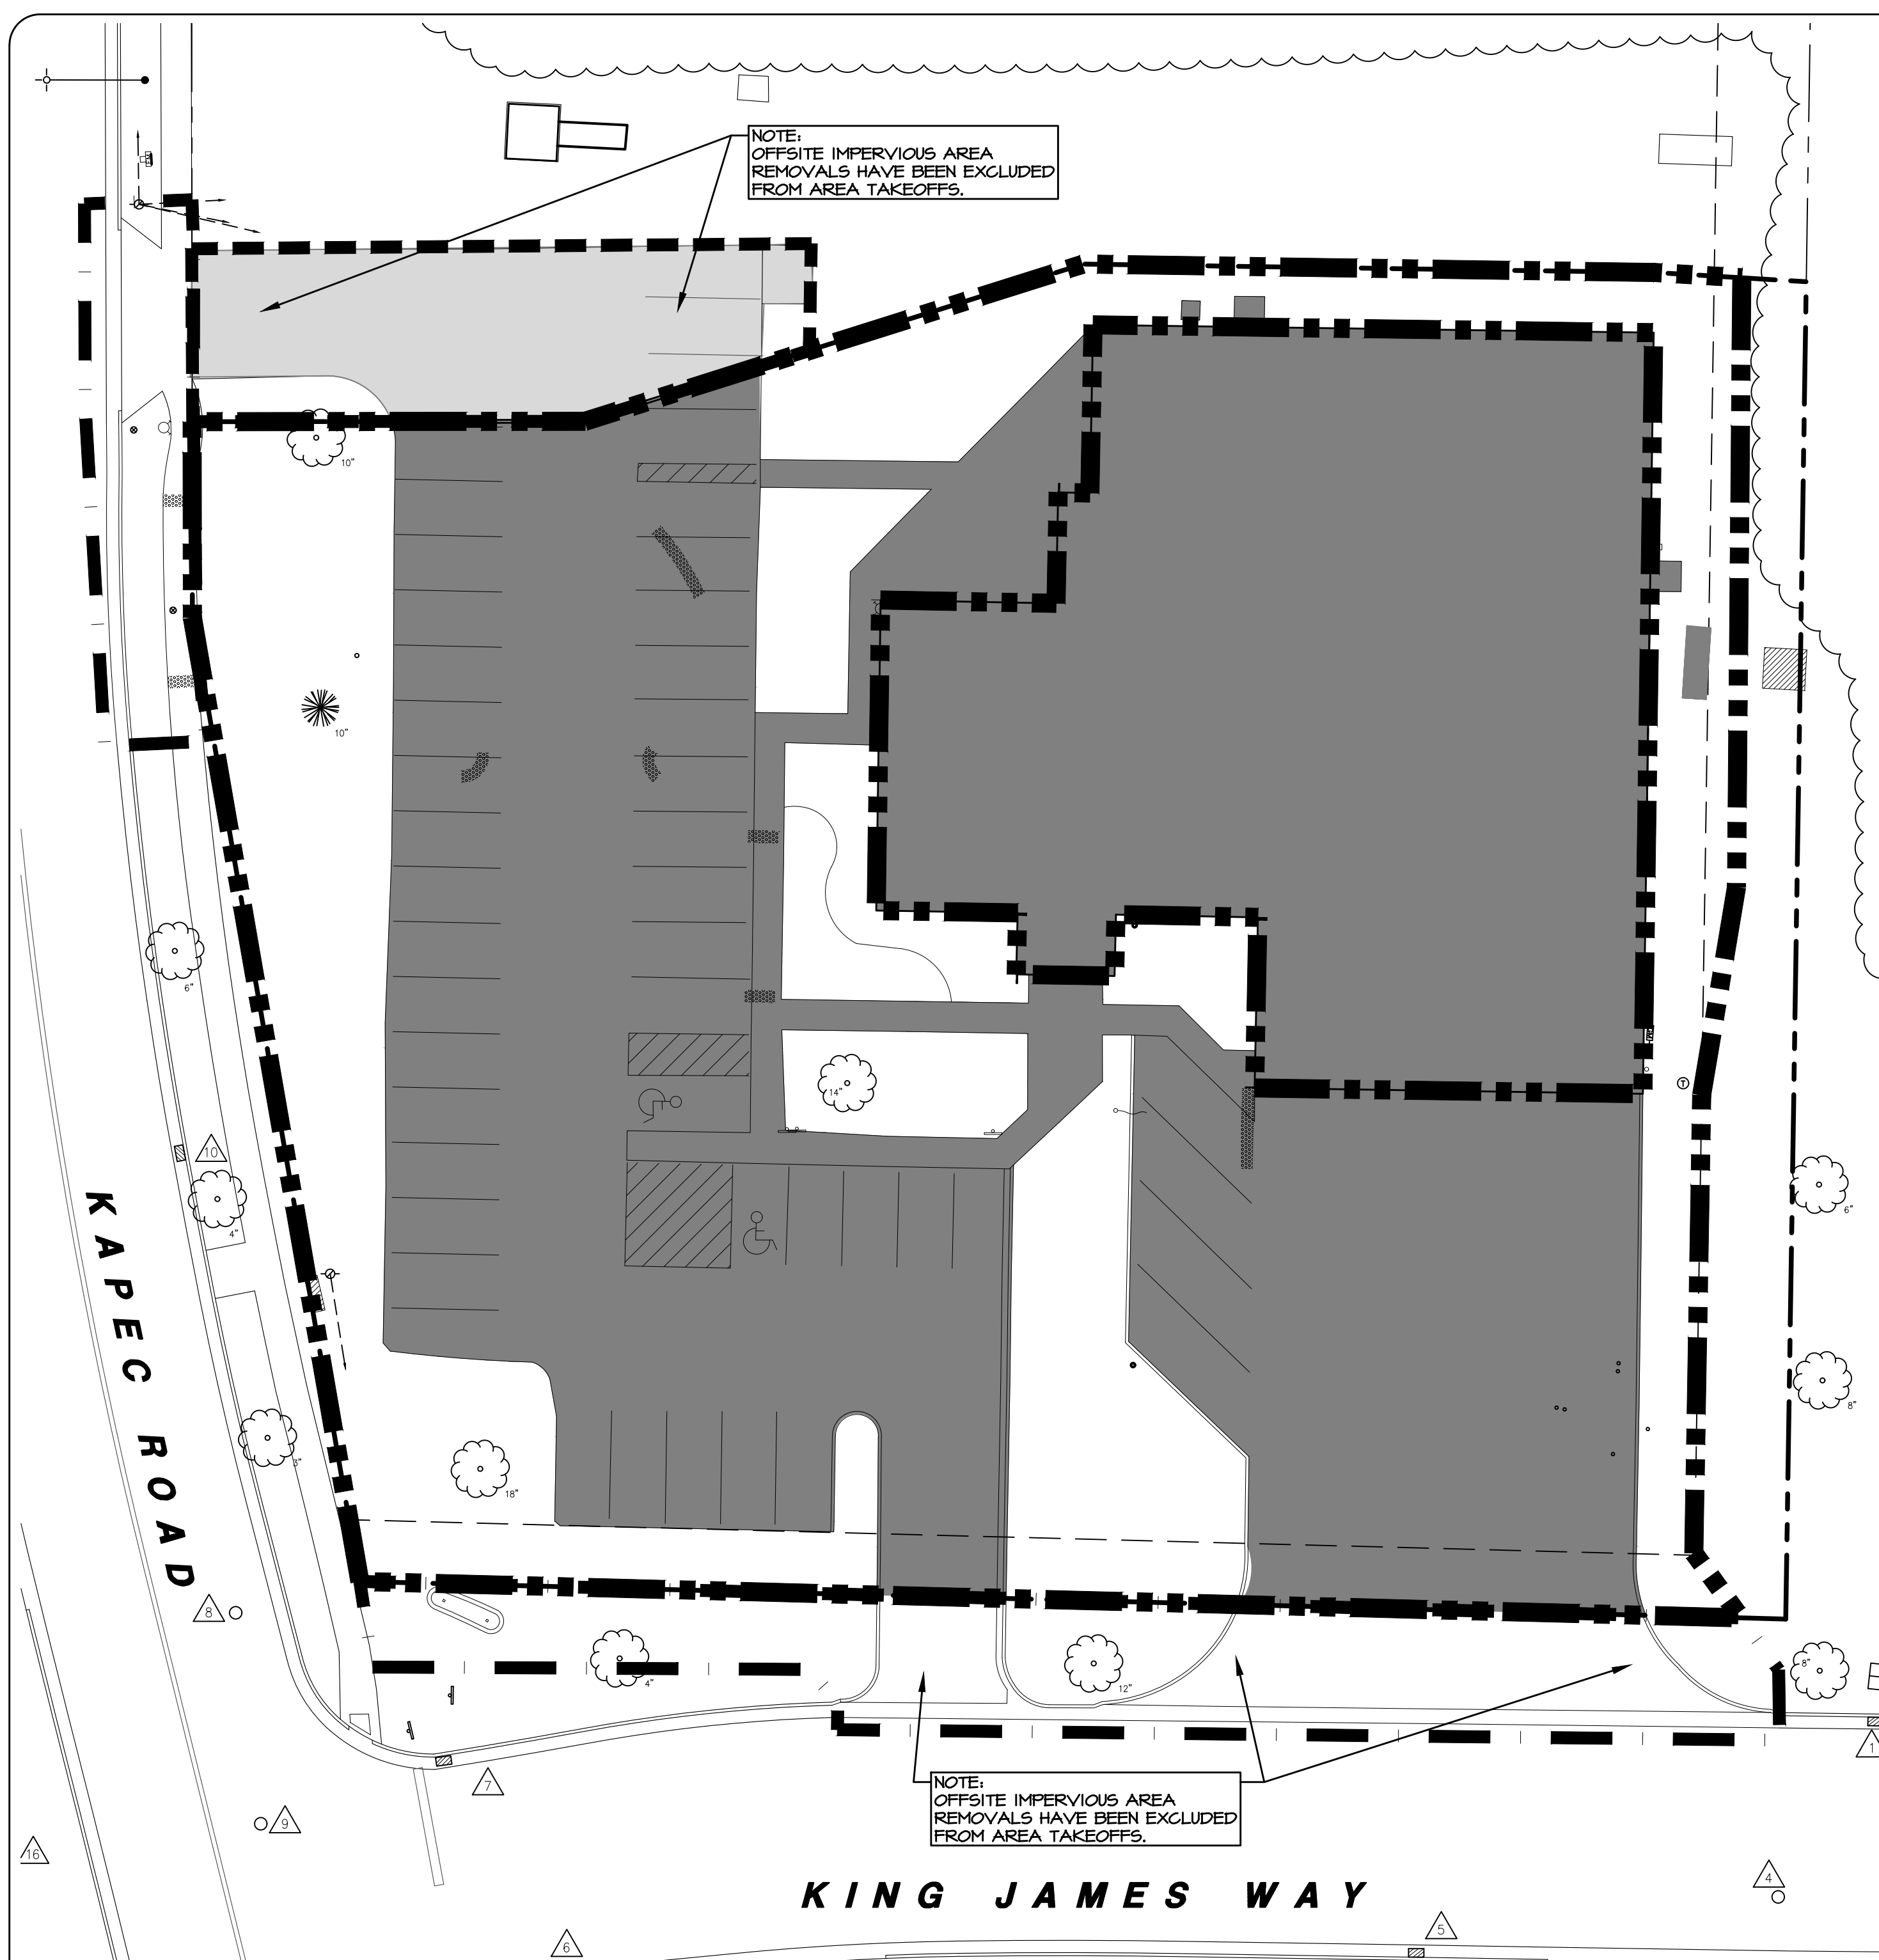 NOTE:
OFFSITE IMPERVIOUS AREA
REMOVALS HAVE BEEN EXCLUDED
FROM AREA TAKEOFFS.
10"
10"
6"
14"
10
4"
6"
KAPEC ROAD
8"
3"
18"
8
4"
12"
8"
1
7
NOTE:
OFFSITE IMPERVIOUS AREA
REMOVALS HAVE BEEN EXCLUDED
FROM AREA TAKEOFFS.
9
16
4
KING JAMES WAY
5
6